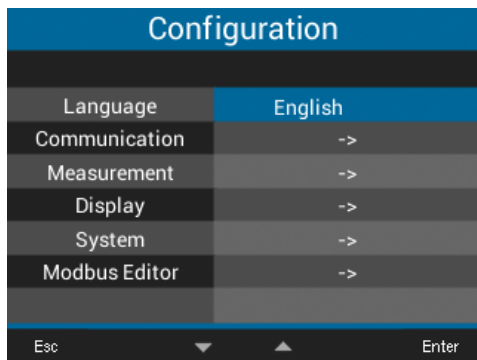 Configuration
Language English
Communication ->
Measurement ->
Display ->
System ->
Modbus Editor ->
Esc Enter